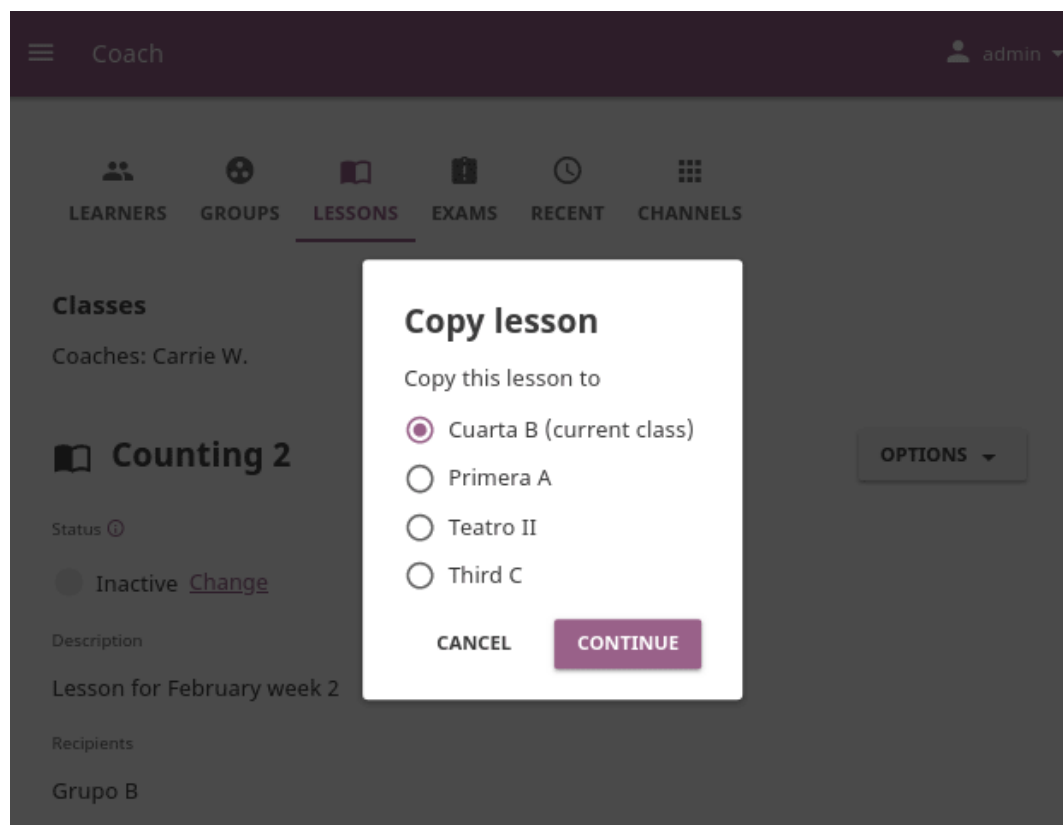 Coach
admin
LEARNERS GROUPS LESSONS EXAMS RECENT CHANNELS
Classes
Coaches: Carrie W.
Counting 2
OPTIONS
Status
Inactive Change
Description
Lesson for February week 2
Recipients
Grupo B
Copy lesson
Copy this lesson to
Cuarta B (current class)
Primera A
Teatro II
Third C
CANCEL CONTINUE